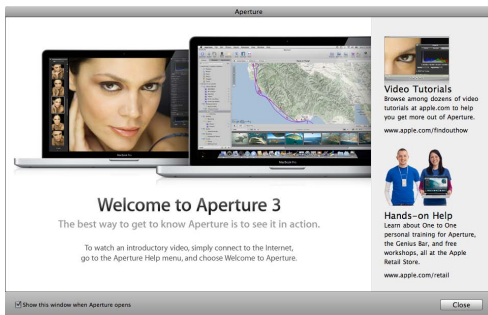 Aperture
Welcome to Aperture 3
The best way to get to know Aperture is to see it in action.
To watch an introductory video, simply connect to the Internet,
go to the Aperture Help menu, and choose Welcome to Aperture.
Video Tutorials
Browse among dozens of video
tutorials at apple.com to help
you get more out of Aperture.
www.apple.com/findouthow
Hands-on Help
Learn about One to One
personal training for Aperture,
the Genius Bar, and free
workshops, all at the Apple
Retail Store.
www.apple.com/retail
Show this window when Aperture opens
Close